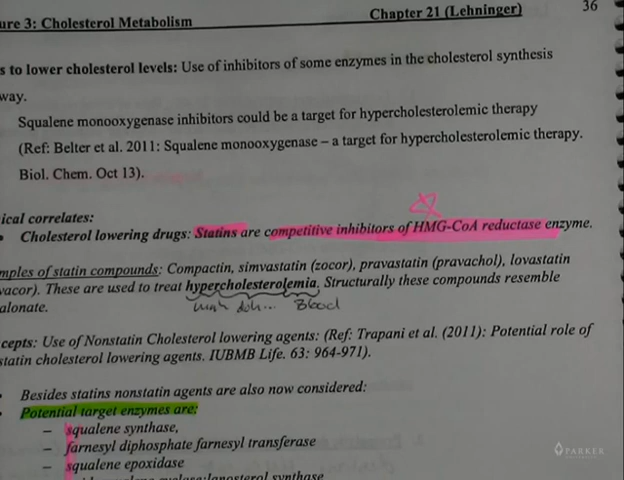 ure 3: Cholesterol Metabolism Chapter 21 (Lehninger) 36
s to lower cholesterol levels: Use of inhibitors of some enzymes in the cholesterol synthesis
way.
Squalene monooxygenase inhibitors could be a target for hypercholesterolemic therapy
(Ref: Belter et al. 2011: Squalene monooxygenase – a target for hypercholesterolemic therapy.
Biol. Chem. Oct 13).
ical correlates:
• Cholesterol lowering drugs: Statins are competitive inhibitors of HMG-CoA reductase enzyme.
mples of statin compounds: Compactin, simvastatin (zocor), pravastatin (pravachol), lovastatin
vacor). These are used to treat hypercholesterolemia. Structurally these compounds resemble
alonate.
high Blood
cepts: Use of Nonstatin Cholesterol lowering agents: (Ref: Trapani et al. (2011): Potential role of
statin cholesterol lowering agents. IUBMB Life. 63: 964-971).
• Besides statins nonstatin agents are also now considered:
• Potential target enzymes are:
– squalene synthase,
– farnesyl diphosphate farnesyl transferase
– squalene epoxidase
lanosterol synthase
PARKER